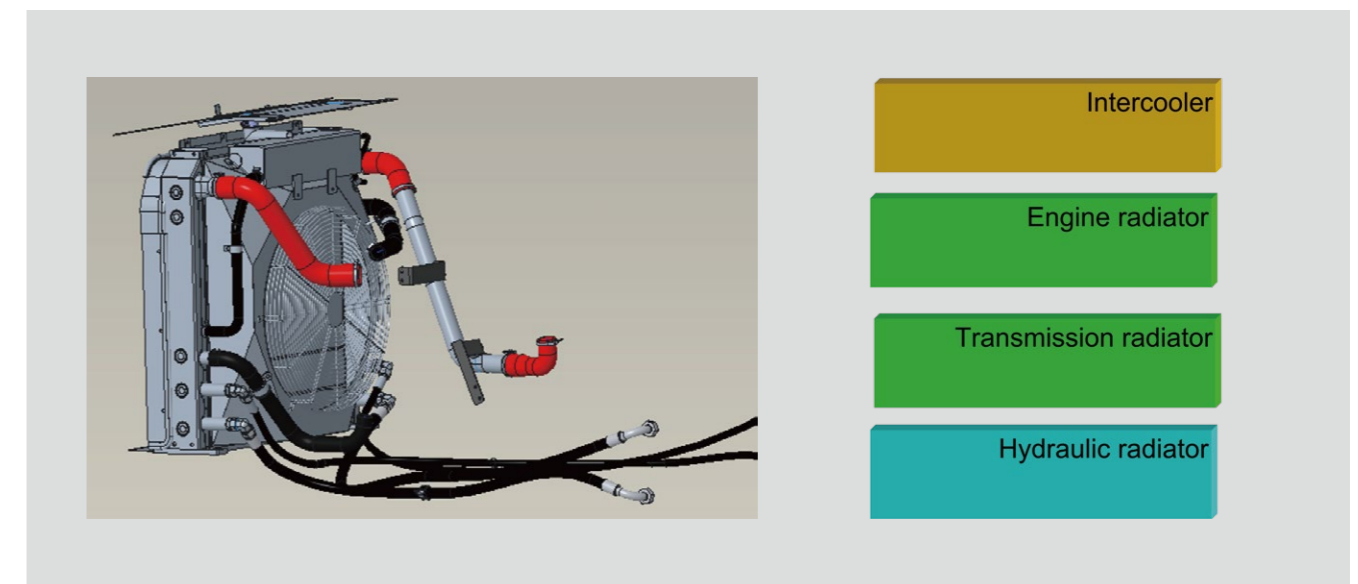 Intercooler
Engine radiator
Transmission radiator
Hydraulic radiator